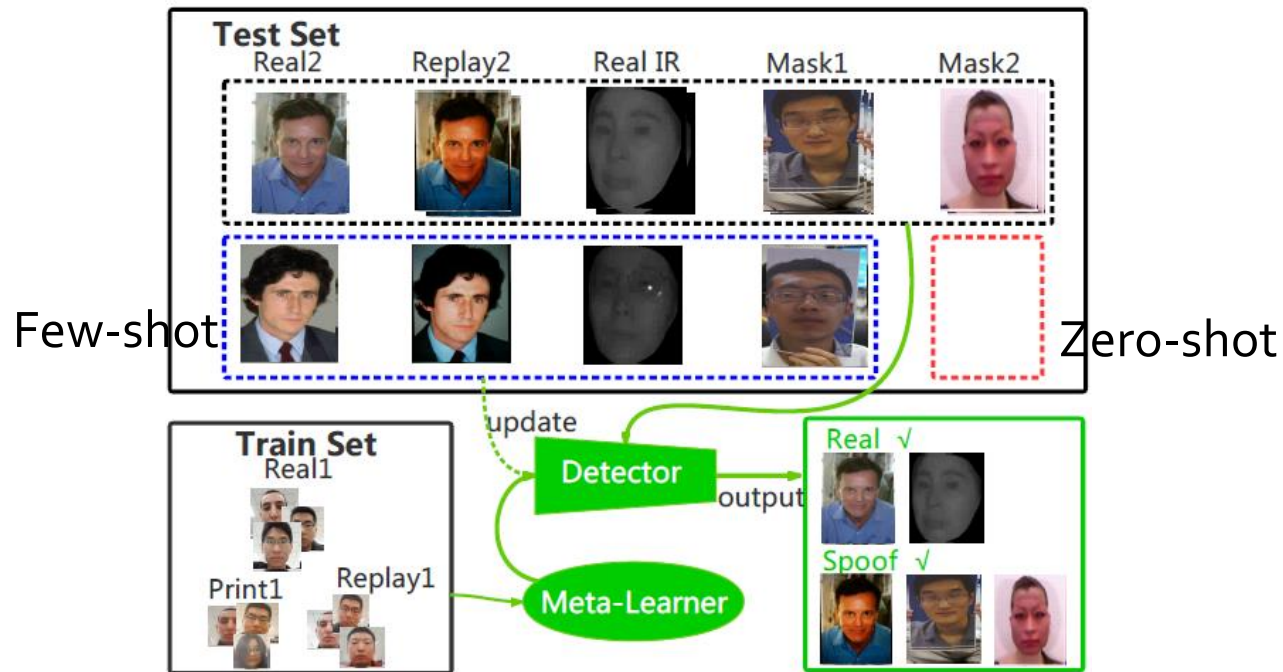 Test Set
Real2 Replay2 Real IR Mask1 Mask2
Few-shot
Zero-shot
update
Train Set
Real1
Print1
Replay1
Detector
output
Meta-Learner
Real √
Spoof √